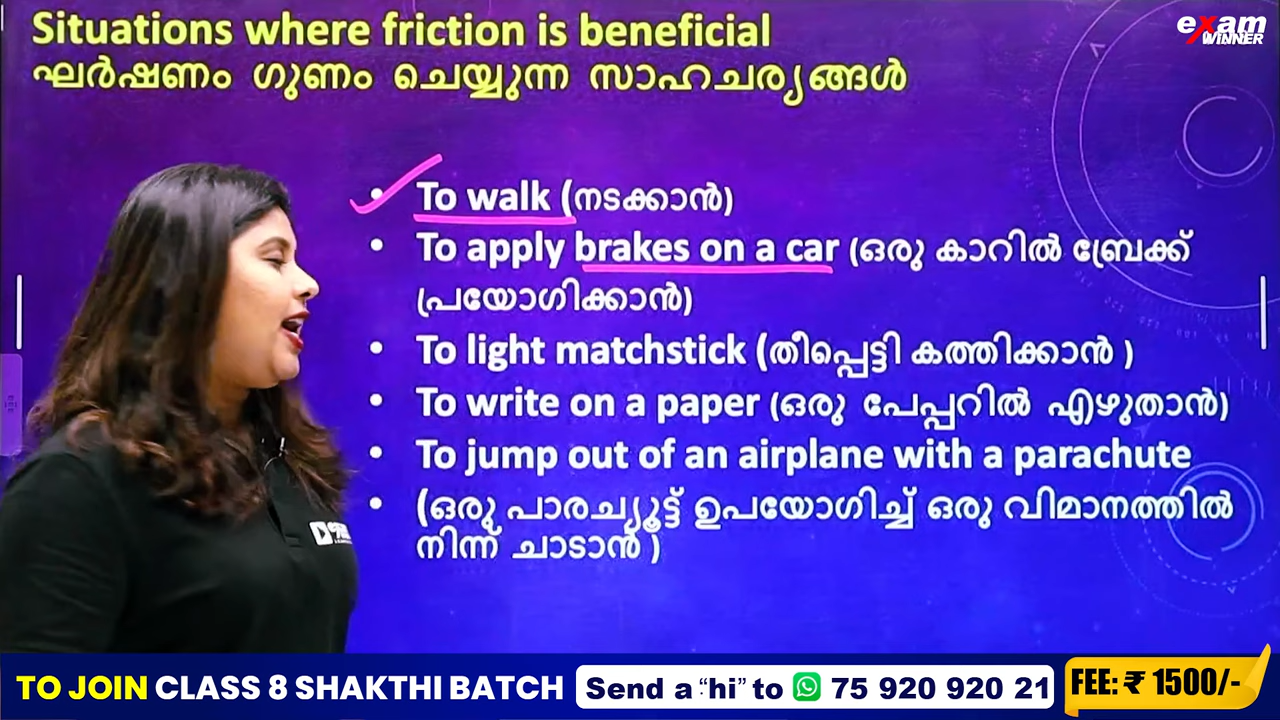 Situations where friction is beneficial
exam
WINNER
ഘർഷണം ഗുണം ചെയ്യുന്ന സാഹചര്യങ്ങൾ
• To walk (നടക്കാൻ)
• To apply brakes on a car (ഒരു കാറിൽ ബ്രേക്ക്
പ്രയോഗിക്കാൻ)
• To light matchstick (തീപ്പെട്ടി കത്തിക്കാൻ )
• To write on a paper (ഒരു പേപ്പറിൽ എഴുതാൻ)
• To jump out of an airplane with a parachute
• (ഒരു പാരച്യൂട്ട് ഉപയോഗിച്ച് ഒരു വിമാനത്തിൽ
നിന്ന് ചാടാൻ )
TO JOIN CLASS 8 SHAKTHI BATCH Send a “hi” to 75 920 920 21 FEE: ₹ 1500/-